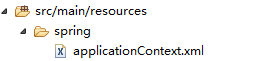 src/main/resources
spring
applicationContext.xml